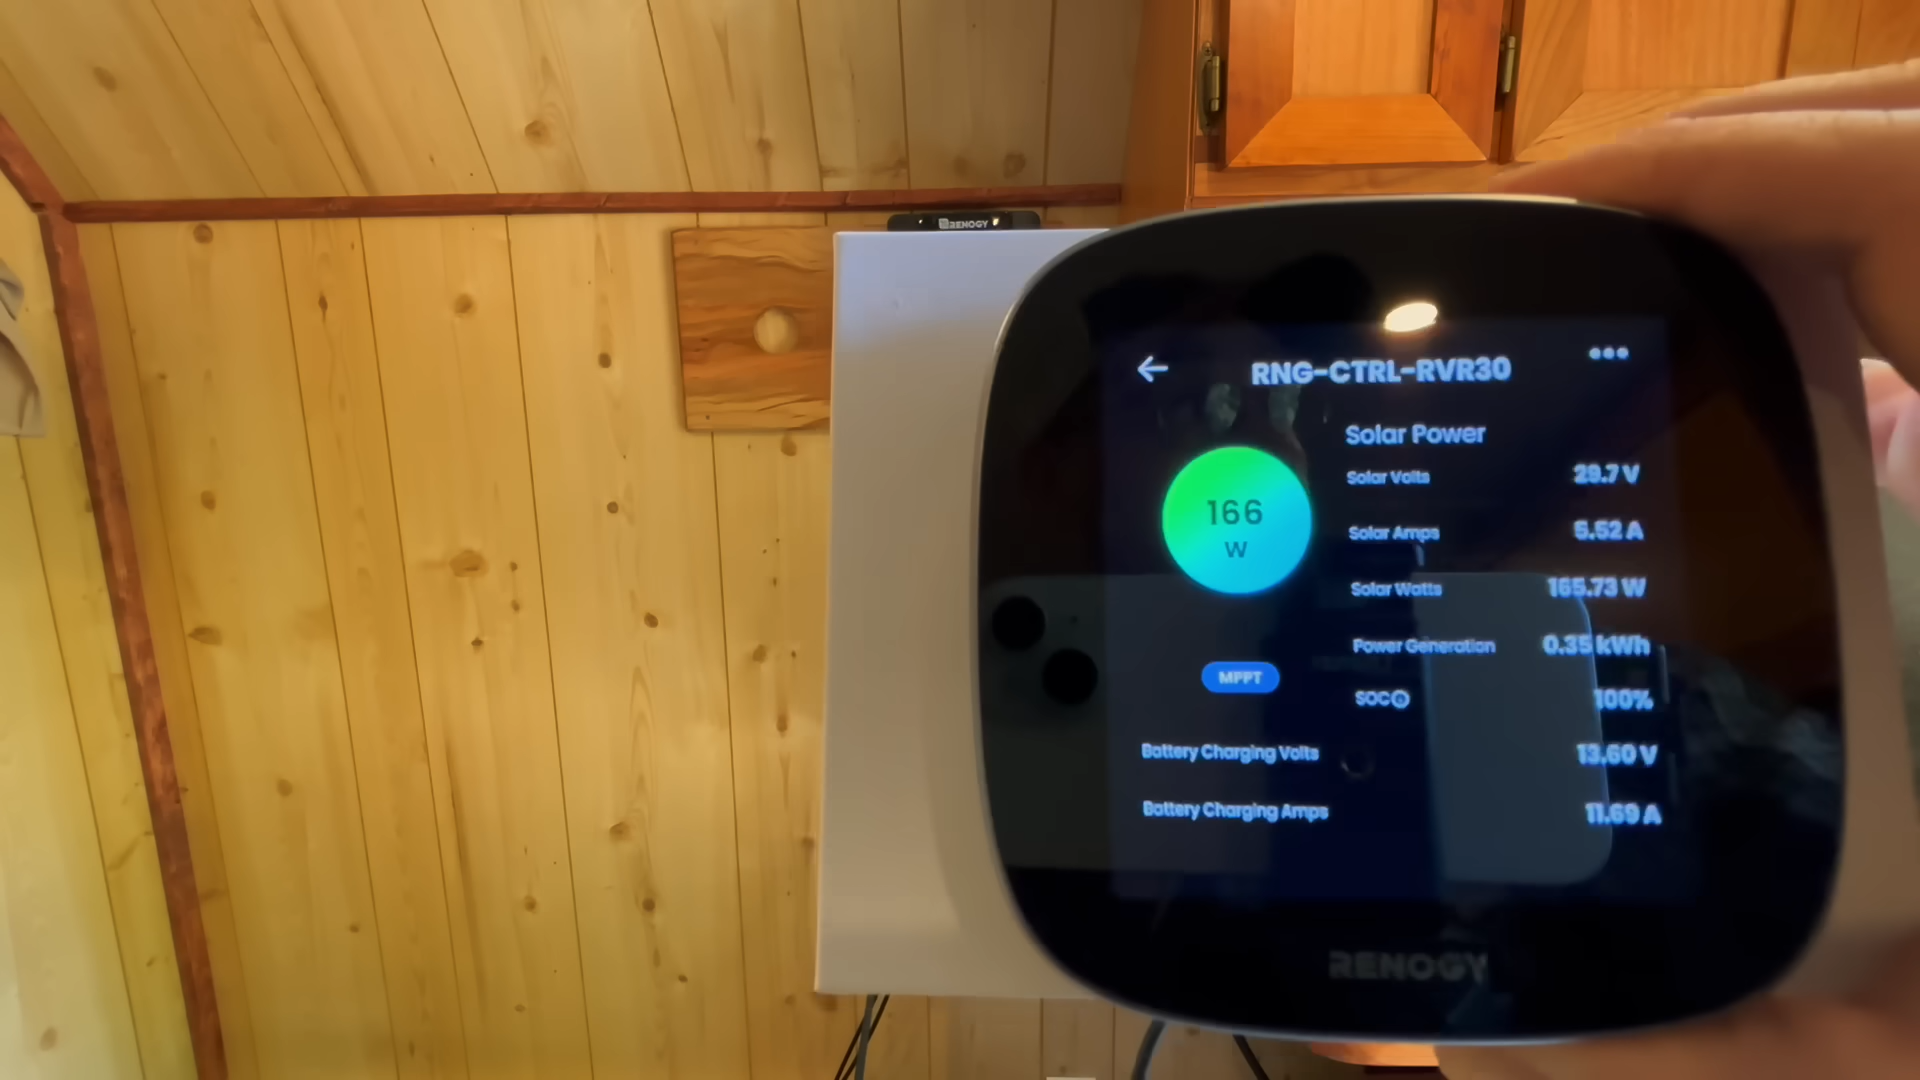 RENOGY
RNG-CTRL-RVR30
Solar Power
166
W
Solar Volts 29.7 V
Solar Amps 5.52 A
Solar Watts 165.73 W
Power Generation 0.35 kWh
MPPT
SOC 100%
Battery Charging Volts 13.60 V
Battery Charging Amps 11.69 A
RENOGY